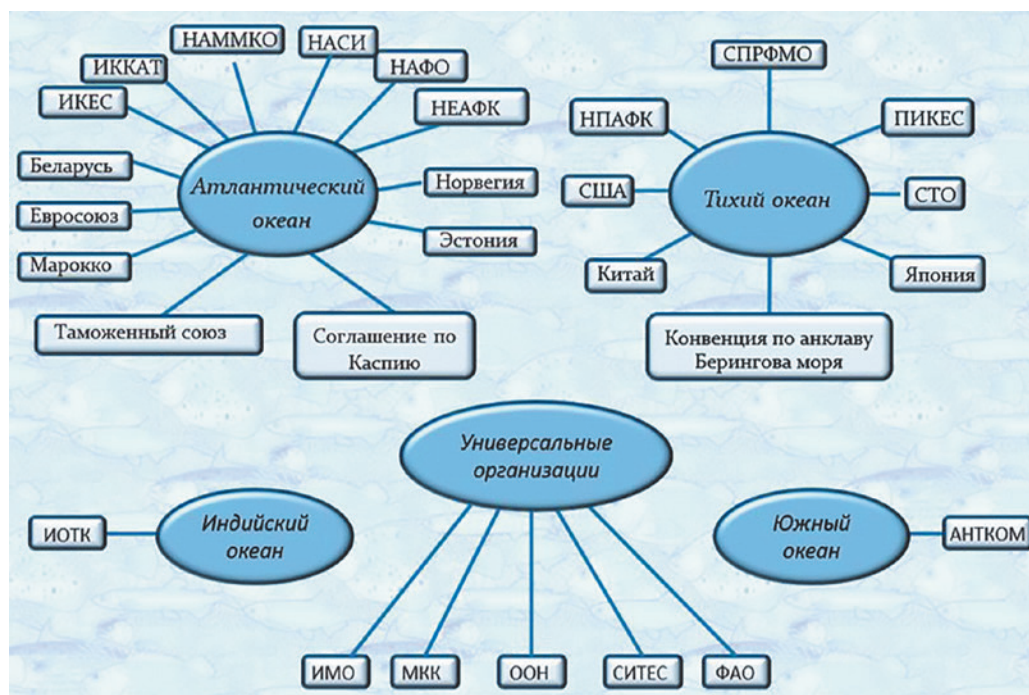 НАММКО
НАСИ
ИККАТ
НАФО
ИКЕС
НЕАФК
Атлантический
океан
Беларусь
Норвегия
Евросоюз
Эстония
Марокко
Таможенный союз
Соглашение по
Каспию
СПРФМО
НПАФК
ПИКЕС
Тихий океан
США
СТО
Китай
Япония
Конвенция по анклаву
Берингова моря
Универсальные
организации
ИМО
МКК
ООН
СИТЕС
ФАО
Индийский
океан
ИОТК
Южный
океан
АНТКОМ